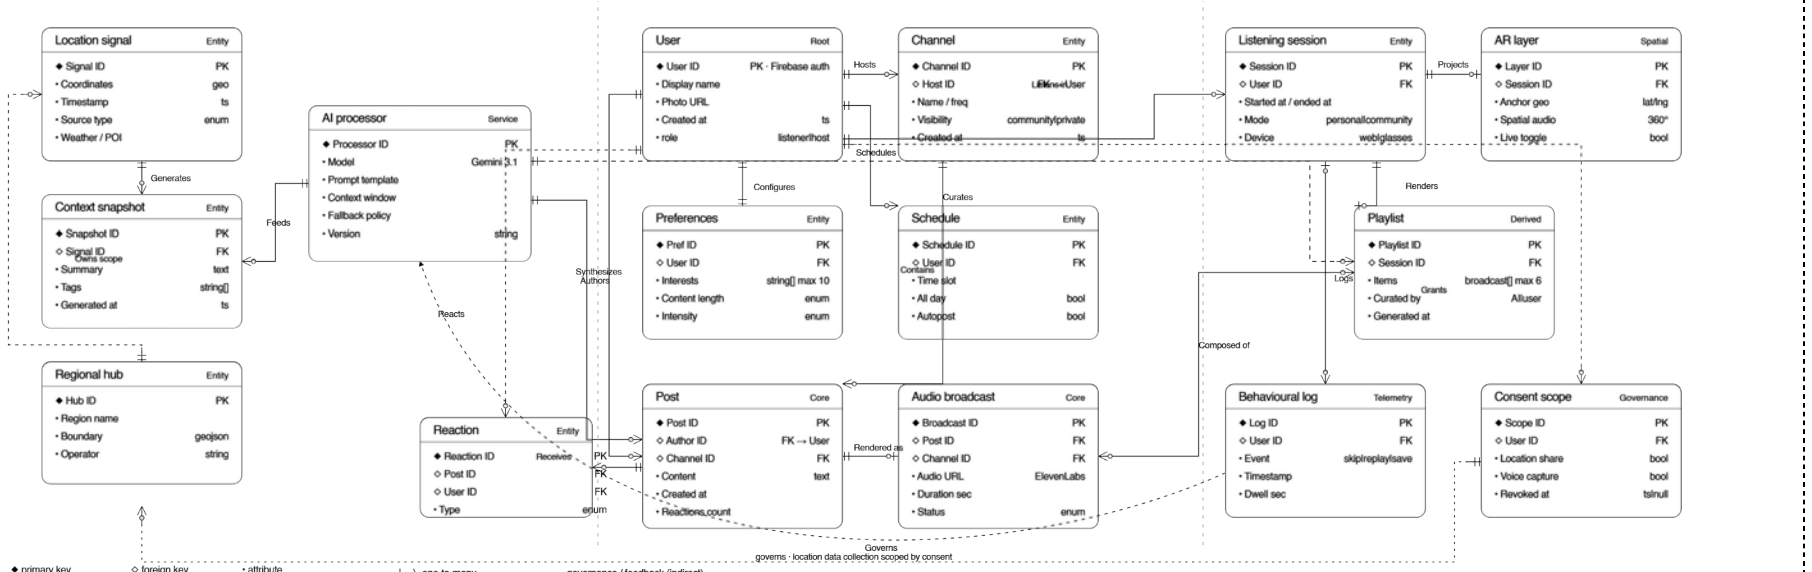 Location signal Entity
◆ Signal ID PK
• Coordinates geo
• Timestamp ts
• Source type enum
• Weather / POI
Generates
Context snapshot Entity
◆ Snapshot ID PK
◇ Signal ID FK
Owns scope
• Summary text
• Tags string[]
• Generated at ts
Regional hub Entity
◆ Hub ID PK
• Region name
• Boundary geojson
• Operator string
AI processor Service
◆ Processor ID PK
• Model Gemini 3.1
• Prompt template
• Context window
• Fallback policy
• Version string
Feeds
Reacts
Synthesizes
Authors
Reaction Entity
◆ Reaction ID PK
Receives
◇ Post ID FK
◇ User ID FK
• Type enum
User Root
◆ User ID PK · Firebase auth
• Display name
• Photo URL
• Created at ts
• role listener|host
Hosts
Schedules
Configures
Channel Entity
◆ Channel ID PK
◇ Host ID
• Name / freq
• Visibility community|private
• Created at ts
Curates
Preferences Entity
◆ Pref ID PK
◇ User ID FK
• Interests string[] max 10
• Content length enum
• Intensity enum
Schedule Entity
◆ Schedule ID PK
◇ User ID FK
Contains
• Time slot
• All day bool
• Autopost bool
Post Core
◆ Post ID PK
◇ Author ID FK → User
◇ Channel ID FK
• Content text
• Created at
• Reactions count
Rendered as
Audio broadcast Core
◆ Broadcast ID PK
◇ Post ID FK
◇ Channel ID FK
• Audio URL ElevenLabs
• Duration sec
• Status enum
Listening session Entity
◆ Session ID PK
◇ User ID FK
• Started at / ended at
• Mode personal|community
• Device web|glasses
Projects
AR layer Spatial
◆ Layer ID PK
◇ Session ID FK
• Anchor geo lat/lng
• Spatial audio 360°
• Live toggle bool
Renders
Playlist Derived
◆ Playlist ID PK
◇ Session ID FK
Logs
• Items broadcast[] max 6
Grants
• Curated by AI|user
• Generated at
Composed of
Behavioural log Telemetry
◆ Log ID PK
◇ User ID FK
• Event skip|replay|save
• Timestamp
• Dwell sec
Consent scope Governance
◆ Scope ID PK
◇ User ID FK
• Location share bool
• Voice capture bool
• Revoked at ts|null
Governs
governs · location data collection scoped by consent
◆ primary key ◇ foreign key • attribute one to many governance / feedback (indirect)